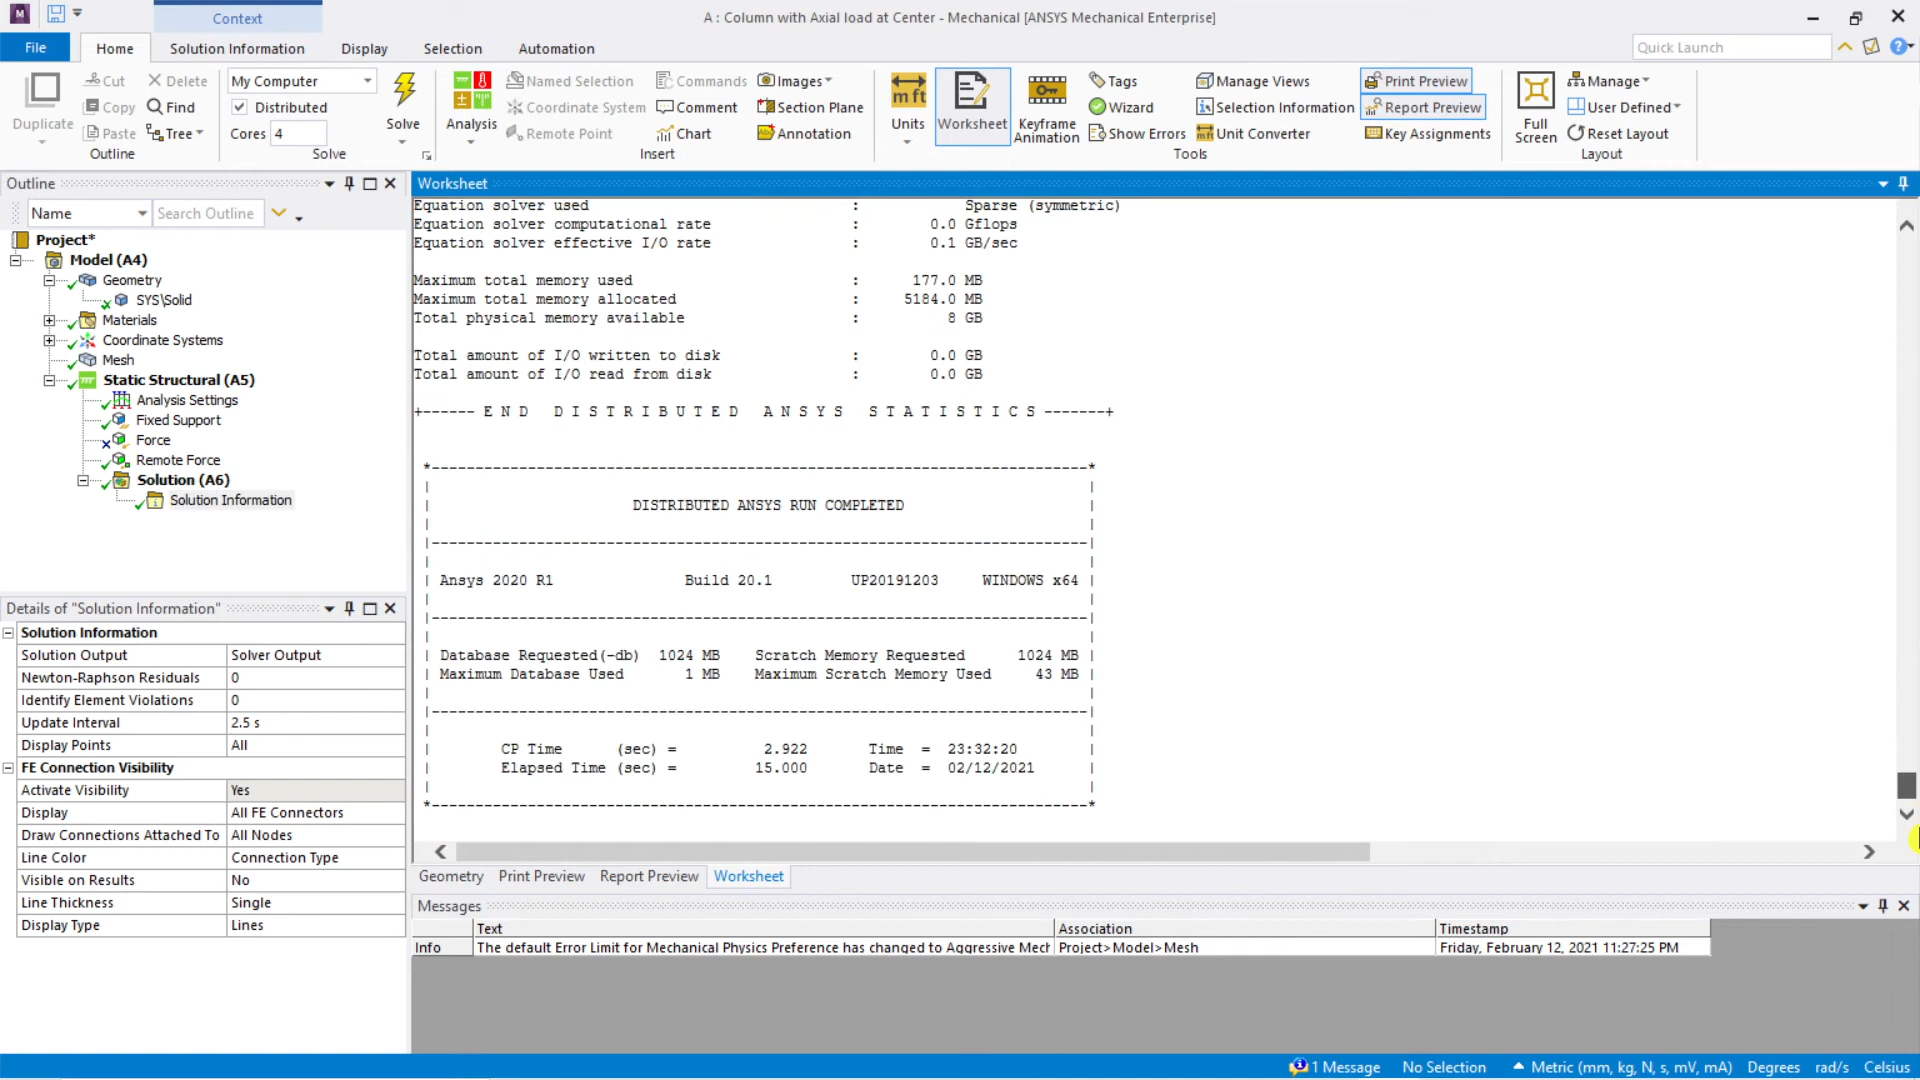 Context
A : Column with Axial load at Center - Mechanical [ANSYS Mechanical Enterprise]
File
Home
Solution Information
Display
Selection
Automation
Quick Launch
Duplicate
Cut
Copy
Paste
Delete
Find
Tree
Outline
My Computer
Distributed
Cores 4
Solve
Solve
Analysis
Named Selection
Coordinate System
Remote Point
Commands
Comment
Chart
Images
Section Plane
Annotation
Insert
Units
Worksheet
Keyframe
Animation
Tags
Wizard
Show Errors
Manage Views
Selection Information
Unit Converter
Print Preview
Report Preview
Key Assignments
Tools
Full
Screen
Manage
User Defined
Reset Layout
Layout
Outline
Name
Search Outline
Project*
Model (A4)
Geometry
SYS\Solid
Materials
Coordinate Systems
Mesh
Static Structural (A5)
Analysis Settings
Fixed Support
Force
Remote Force
Solution (A6)
Solution Information
Details of "Solution Information"
Solution Information
Solution Output Solver Output
Newton-Raphson Residuals 0
Identify Element Violations 0
Update Interval 2.5 s
Display Points All
FE Connection Visibility
Activate Visibility Yes
Display All FE Connectors
Draw Connections Attached To All Nodes
Line Color Connection Type
Visible on Results No
Line Thickness Single
Display Type Lines
Worksheet
Equation solver used : Sparse (symmetric)
Equation solver computational rate : 0.0 Gflops
Equation solver effective I/O rate : 0.1 GB/sec
Maximum total memory used : 177.0 MB
Maximum total memory allocated : 5184.0 MB
Total physical memory available : 8 GB
Total amount of I/O written to disk : 0.0 GB
Total amount of I/O read from disk : 0.0 GB
+------ E N D D I S T R I B U T E D A N S Y S S T A T I S T I C S -------+
DISTRIBUTED ANSYS RUN COMPLETED
Ansys 2020 R1 Build 20.1 UP20191203 WINDOWS x64
Database Requested(-db) 1024 MB Scratch Memory Requested 1024 MB
Maximum Database Used 1 MB Maximum Scratch Memory Used 43 MB
CP Time (sec) = 2.922 Time = 23:32:20
Elapsed Time (sec) = 15.000 Date = 02/12/2021
Geometry
Print Preview
Report Preview
Worksheet
Messages
Text Association Timestamp
Info The default Error Limit for Mechanical Physics Preference has changed to Aggressive Mech Project>Model>Mesh Friday, February 12, 2021 11:27:25 PM
1 Message
No Selection
Metric (mm, kg, N, s, mV, mA)
Degrees
rad/s
Celsius